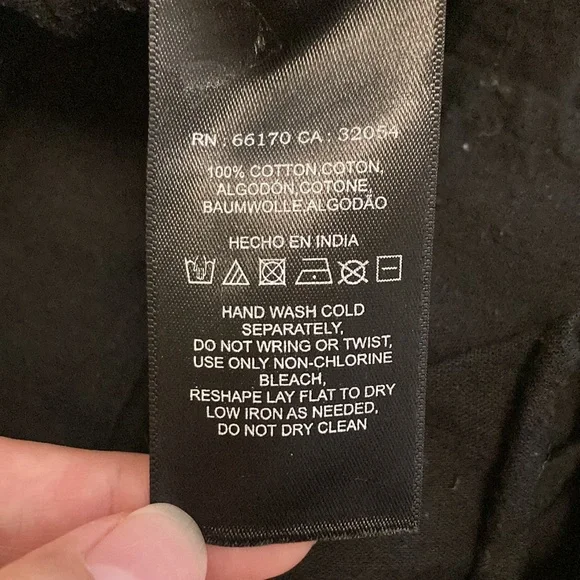 RN : 66170 CA : 32054
100% COTTON,COTON,
ALGODON,COTONE,
BAUMWOLLE,ALGODÃO
HECHO EN INDIA
HAND WASH COLD
SEPARATELY,
DO NOT WRING OR TWIST,
USE ONLY NON-CHLORINE
BLEACH,
RESHAPE LAY FLAT TO DRY
LOW IRON AS NEEDED,
DO NOT DRY CLEAN